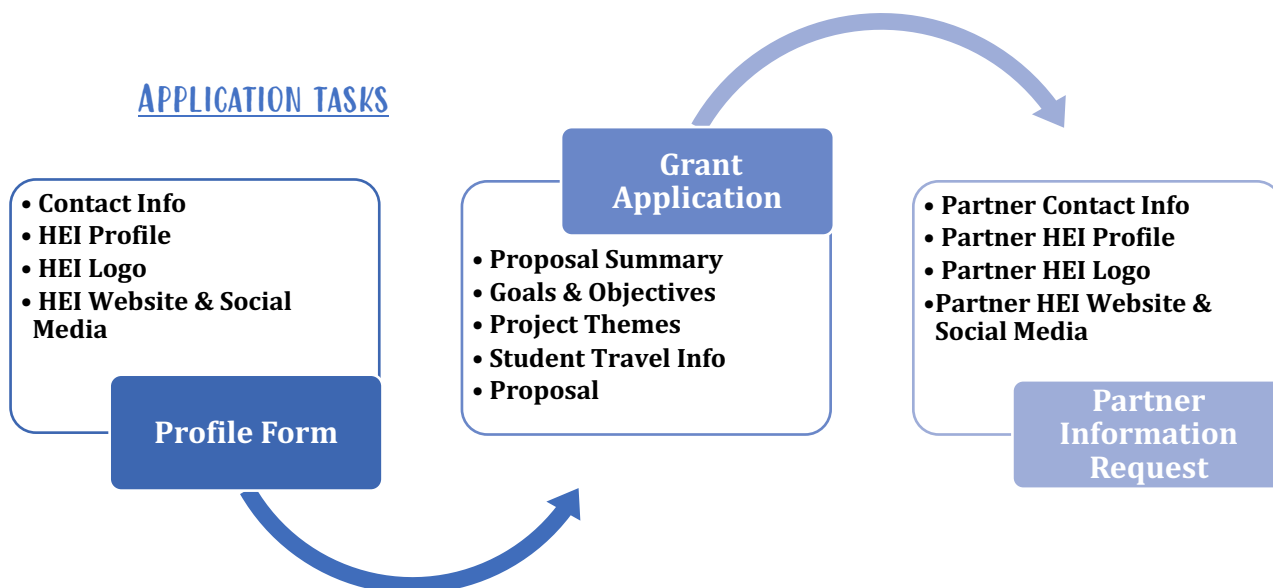 APPLICATION TASKS
• Contact Info
• HEI Profile
• HEI Logo
• HEI Website & Social
Media
Profile Form
Grant
Application
• Proposal Summary
• Goals & Objectives
• Project Themes
• Student Travel Info
• Proposal
• Partner Contact Info
• Partner HEI Profile
• Partner HEI Logo
•Partner HEI Website &
Social Media
Partner
Information
Request